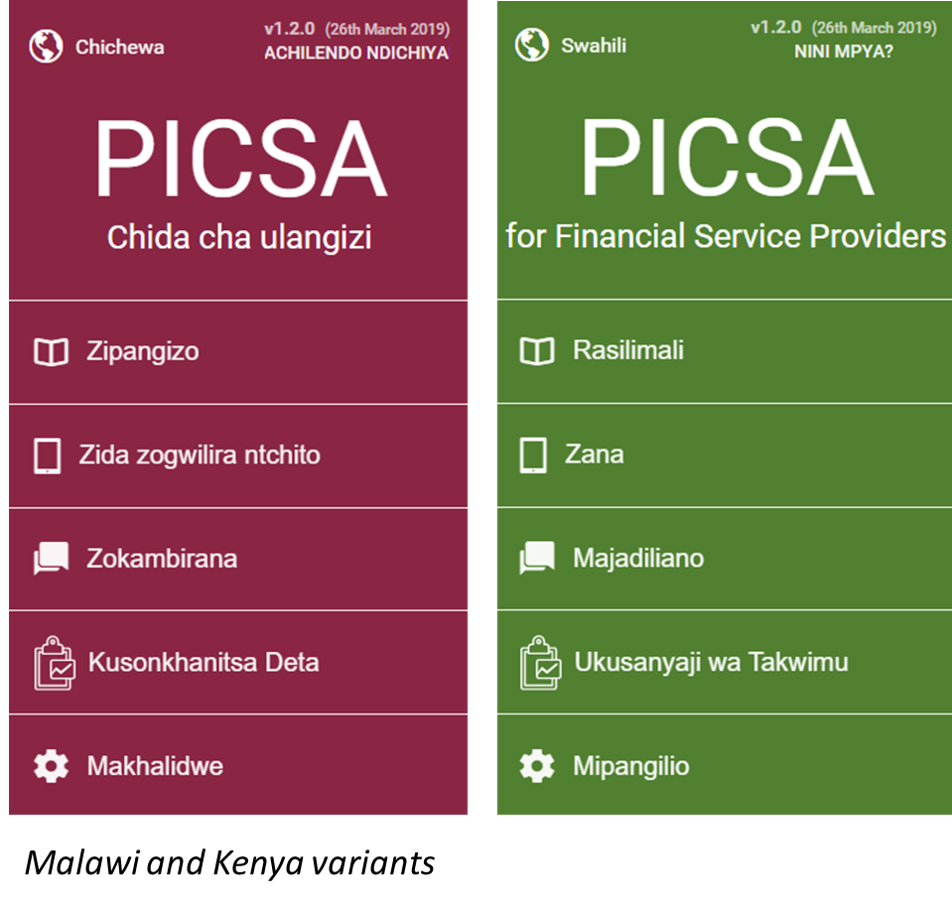 Chichewa
v1.2.0 (26th March 2019)
ACHILENDO NDICHIYA
PICSA
Chida cha ulangizi
Zipangizo
Zida zogwilira ntchito
Zokambirana
Kusonkhanitsa Deta
Makhalidwe
Swahili
v1.2.0 (26th March 2019)
NINI MPYA?
PICSA
for Financial Service Providers
Rasilimali
Zana
Majadiliano
Ukusanyaji wa Takwimu
Mipangilio
Malawi and Kenya variants